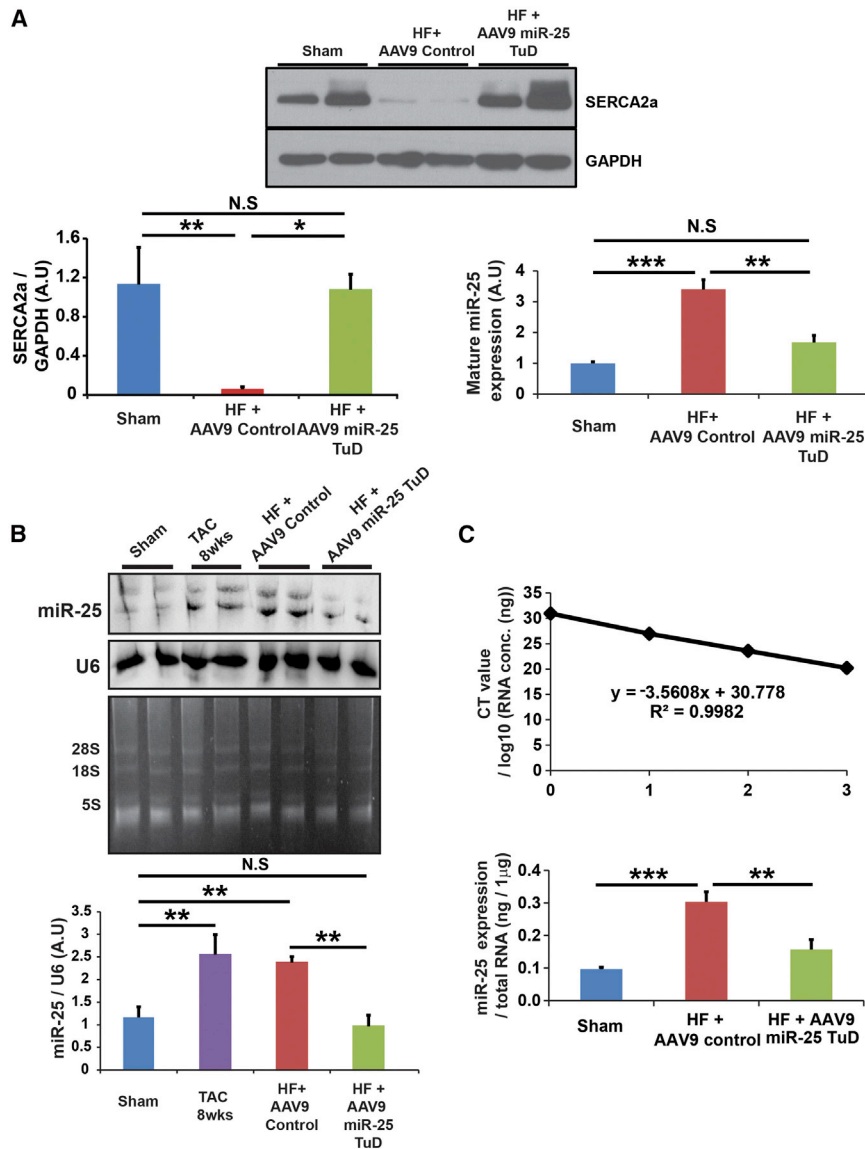 A
Sham
HF+
AAV9 Control
HF +
AAV9 miR-25
TuD
SERCA2a
GAPDH
N.S
**
*
SERCA2a /
GAPDH (A.U)
1.6
1.2
0.8
0.4
0
Sham
HF +
AAV9 Control
HF +
AAV9 miR-25
TuD
N.S
***
**
Mature miR-25
expression (A.U)
4
3
2
1
0
Sham
HF+
AAV9 Control
HF +
AAV9 miR-25
TuD
B
Sham
TAC
8wks
HF +
AAV9 Control
HF +
AAV9 miR-25 TuD
miR-25
U6
28S
18S
5S
N.S
**
**
**
miR-25 / U6 (A.U)
3
2.5
2
1.5
1
0.5
0
Sham
TAC
8wks
HF+
AAV9
Control
HF +
AAV9
miR-25
TuD
C
CT value
/ log10 (RNA conc. (ng))
35
30
25
20
15
10
5
0
y = -3.5608x + 30.778
R² = 0.9982
0 1 2 3
***
**
miR-25 expression
/ total RNA (ng / 1µg)
0.4
0.3
0.2
0.1
0.0
Sham
HF +
AAV9 control
HF + AAV9
miR-25 TuD